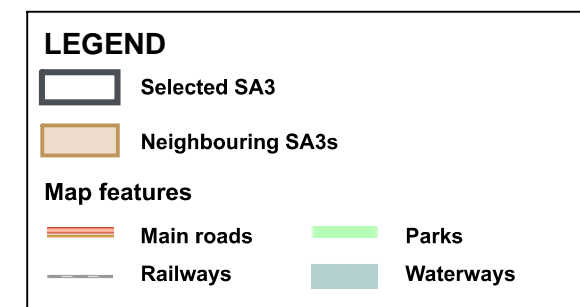 LEGEND
Selected SA3
Neighbouring SA3s
Map features
Main roads
Parks
Railways
Waterways